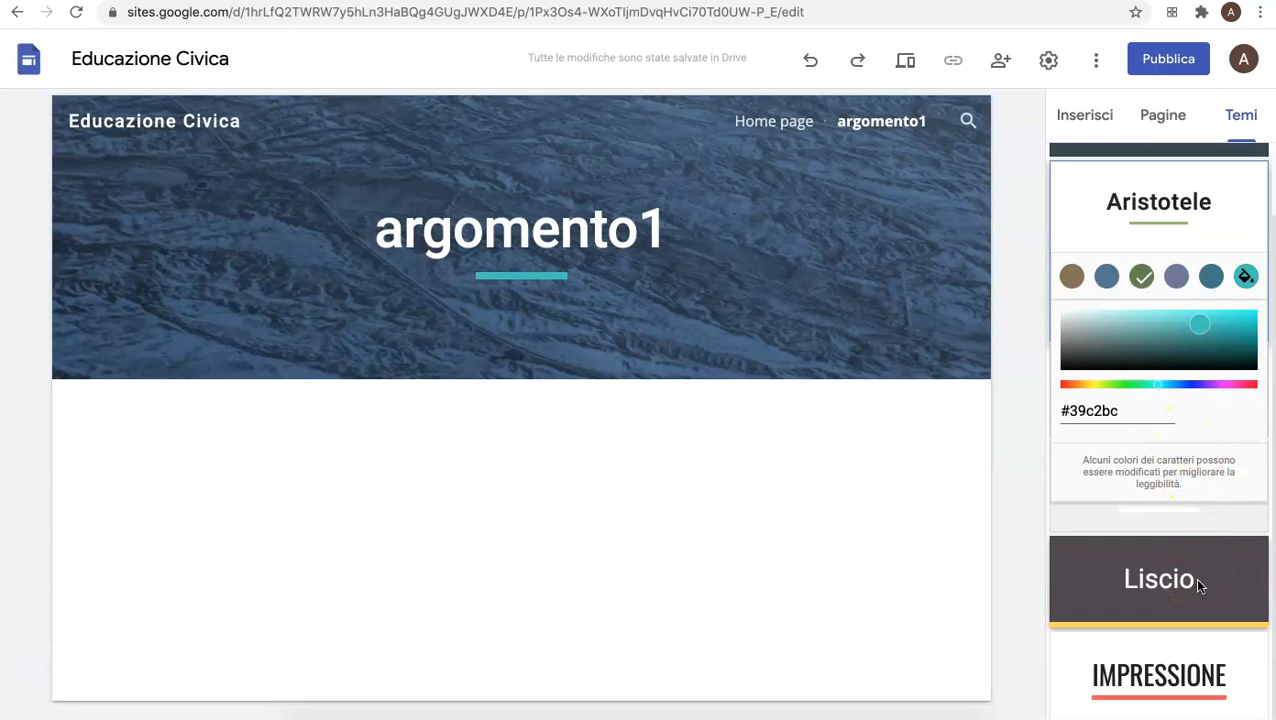 sites.google.com/d/1hrLfQ2TWRW7y5hLn3HaBQg4GUgJWXD4E/p/1Px3Os4-WXoTljmDvqHvCi70Td0UW-P_E/edit
A
Educazione Civica
Tutte le modifiche sono state salvate in Drive
Pubblica
A
Inserisci
Pagine
Temi
Educazione Civica
Home page · argomento1
argomento1
Aristotele
#39c2bc
Alcuni colori dei caratteri possono
essere modificati per migliorare la
leggibilità.
Liscio
IMPRESSIONE